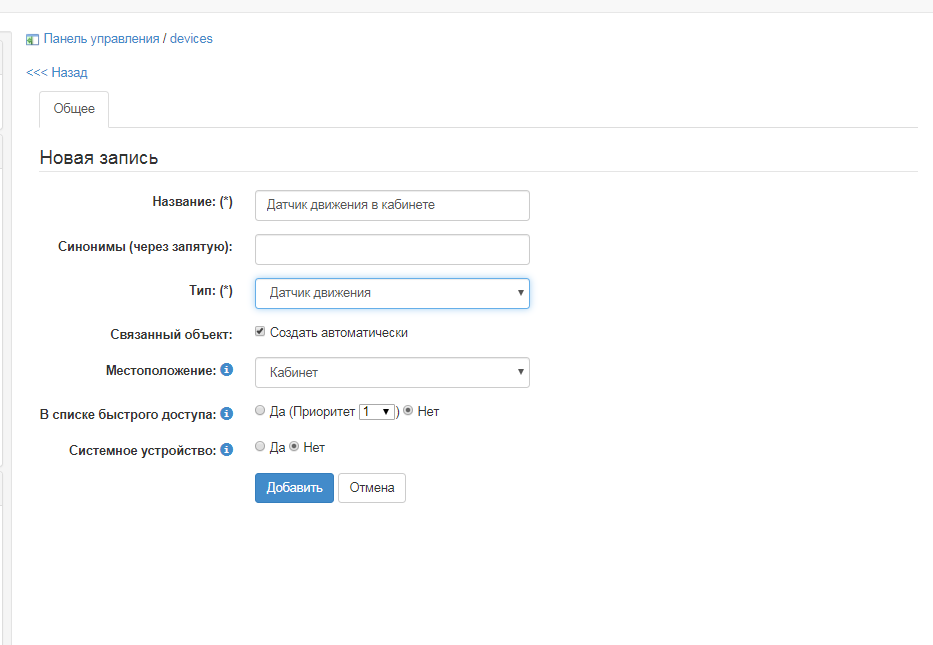 Панель управления / devices
<<< Назад
Общее
Новая запись
Название: (*) Датчик движения в кабинете
Синонимы (через запятую):
Тип: (*) Датчик движения
Связанный объект: Создать автоматически
Местоположение: Кабинет
В списке быстрого доступа: Да (Приоритет 1 ) Нет
Системное устройство: Да Нет
Добавить Отмена